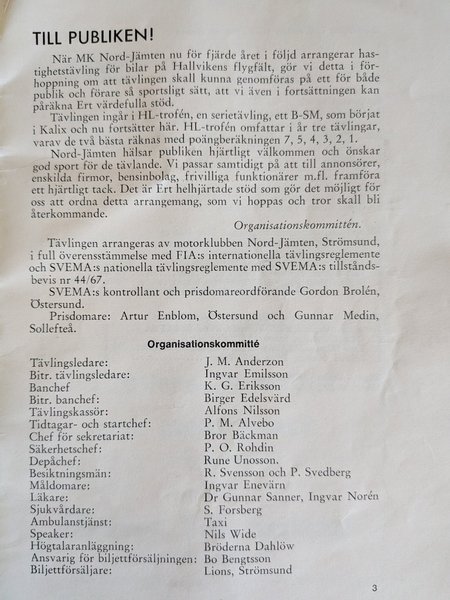 TILL PUBLIKEN!
När MK Nord-Jämten nu för fjärde året i följd arrangerar has-
tighetstävling för bilar på Hallvikens flygfält, gör vi detta i för-
hoppning om att tävlingen skall kunna genomföras på ett för både
publik och förare så sportsligt sätt, att vi även i fortsättningen kan
påräkna Ert värdefulla stöd.
Tävlingen ingår i HL-trofén, en serietävling, ett B-SM, som börjat
i Kalix och nu fortsätter här. HL-trofén omfattar i år tre tävlingar,
varav de två bästa räknas med poängberäkningen 7, 5, 4, 3, 2, 1.
Nord-Jämten hälsar publiken hjärtligt välkommen och önskar
god sport för de tävlande. Vi passar samtidigt på att till annonsörer,
enskilda firmor, bensinbolag, frivilliga funktionärer m.fl. framföra
ett hjärtligt tack. Det är Ert helhjärtade stöd som gör det möjligt för
oss att ordna detta arrangemang, som vi hoppas och tror skall bli
återkommande.
Organisationskommittén.
Tävlingen arrangeras av motorklubben Nord-Jämten, Strömsund,
i full överensstämmelse med FIA:s internationella tävlingsreglemente
och SVEMA:s nationella tävlingsreglemente med SVEMA:s tillstånds-
bevis nr 44/67.
SVEMA:s kontrollant och prisdomareordförande Gordon Brolén,
Östersund.
Prisdomare: Artur Enblom, Östersund och Gunnar Medin,
Sollefteå.
Organisationskommitté
Tävlingsledare: J. M. Anderzon
Bitr. tävlingsledare: Ingvar Emilsson
Banchef K. G. Eriksson
Bitr. banchef: Birger Edelsvärd
Tävlingskassör: Alfons Nilsson
Tidtagar- och startchef: P. M. Alvebo
Chef för sekretariat: Bror Bäckman
Säkerhetschef: P. O. Rohdin
Depåchef: Rune Unosson.
Besiktningsmän: R. Svensson och P. Svedberg
Måldomare: Ingvar Enevärn
Läkare: Dr Gunnar Sanner, Ingvar Norén
Sjukvårdare: S. Forsberg
Ambulanstjänst: Taxi
Speaker: Nils Wide
Högtalaranläggning: Bröderna Dahlöw
Ansvarig för biljettförsäljningen: Bo Bengtsson
Biljettförsäljare: Lions, Strömsund
3